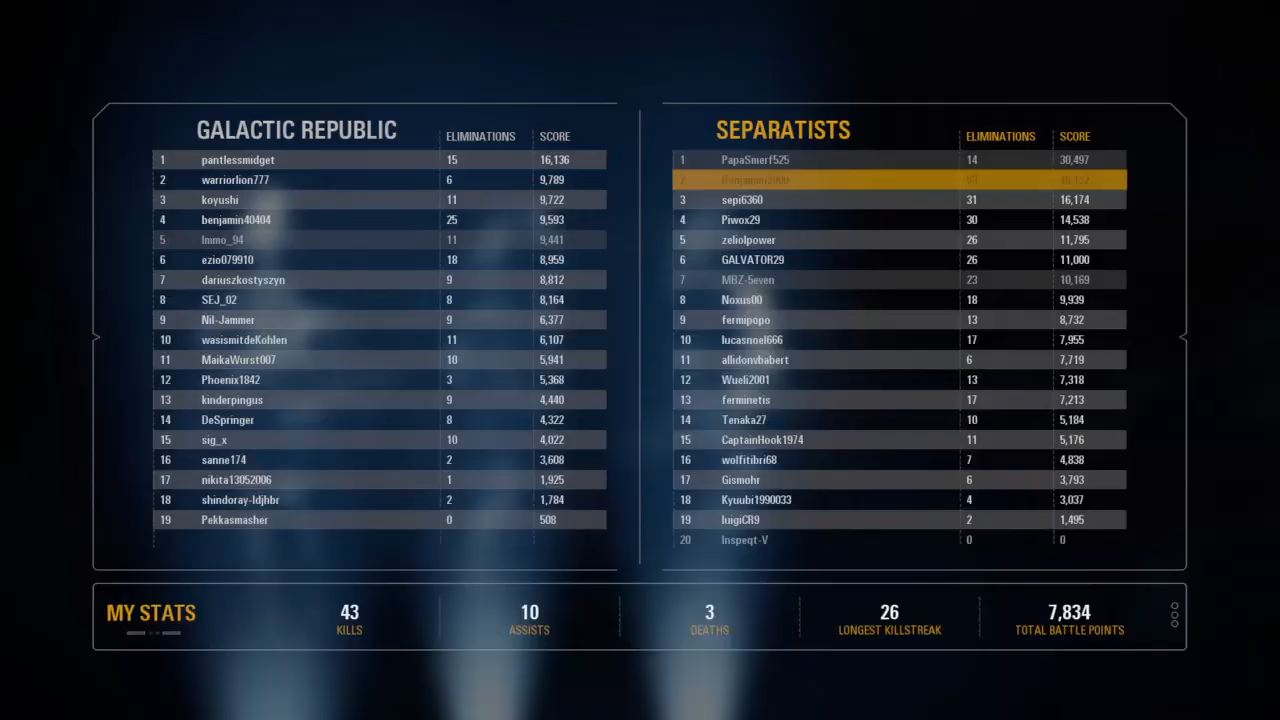 GALACTIC REPUBLIC ELIMINATIONS SCORE
1 pantlessmidget 15 16,136
2 warriorlion777 6 9,789
3 koyushi 11 9,722
4 benjamin40404 25 9,593
5 Immo_94 11 9,441
6 ezio079910 18 8,959
7 dariuszkostyszyn 9 8,812
8 SEJ_02 8 8,164
9 Nil-Jammer 9 6,377
10 wasismitdeKohlen 11 6,107
11 MaikaWurst007 10 5,941
12 Phoenix1842 3 5,368
13 kinderpingus 9 4,440
14 DeSpringer 8 4,322
15 sig_x 10 4,022
16 sanne174 2 3,608
17 nikita13052006 1 1,925
18 shindoray-ldjhbr 2 1,784
19 Pekkasmasher 0 508
SEPARATISTS ELIMINATIONS SCORE
1 PapaSmerf525 14 30,497
2
3 sepi6360 31 16,174
4 Piwox29 30 14,538
5 zeliolpower 26 11,795
6 GALVATOR29 26 11,000
7 MBZ-5even 23 10,169
8 Noxus00 18 9,939
9 fermipopo 13 8,732
10 lucasnoel666 17 7,955
11 allidonvbabert 6 7,719
12 Wueli2001 13 7,318
13 ferminetis 17 7,213
14 Tenaka27 10 5,184
15 CaptainHook1974 11 5,176
16 wolfitibri68 7 4,838
17 Gismohr 6 3,793
18 Kyuubi1990033 4 3,037
19 luigiCR9 2 1,495
20 Inspeqt-V 0 0
MY STATS
43 10 3 26 7,834
KILLS ASSISTS DEATHS LONGEST KILLSTREAK TOTAL BATTLE POINTS